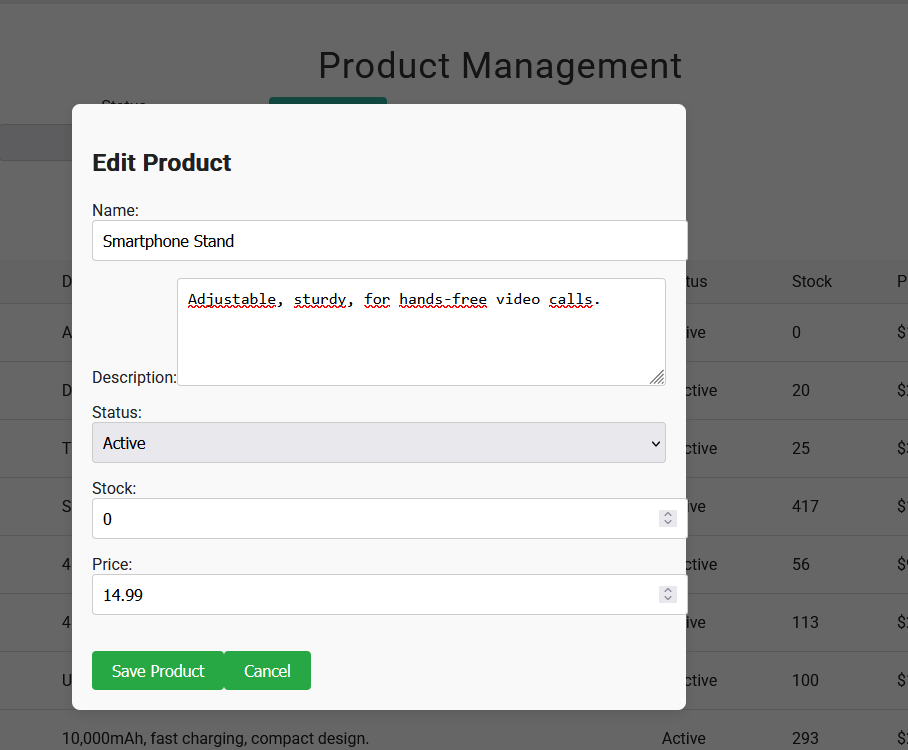 Product Management
Status
Edit Product
Name:
Smartphone Stand
Adjustable, sturdy, for hands-free video calls.
Description:
Status:
Active
Stock:
0
Price:
14.99
Save Product
Cancel
D tus Stock P
A ive 0 $
D ctive 20 $
T ctive 25 $
S ive 417 $
4 ctive 56 $
4 ive 113 $
U ctive 100 $
10,000mAh, fast charging, compact design. Active 293 $